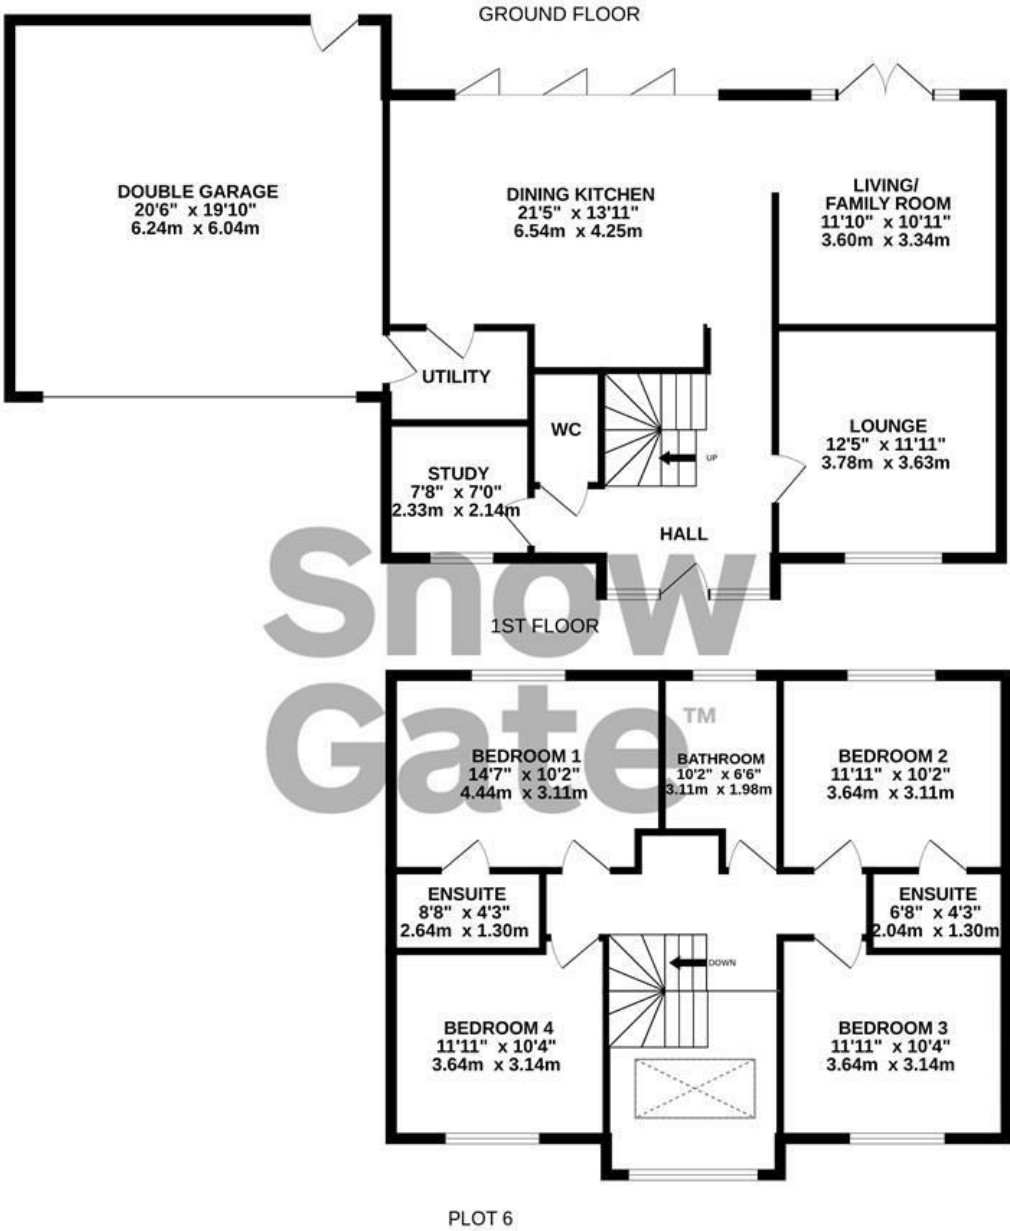 GROUND FLOOR
DOUBLE GARAGE
20'6" x 19'10"
6.24m x 6.04m
DINING KITCHEN
21'5" x 13'11"
6.54m x 4.25m
LIVING/
FAMILY ROOM
11'10" x 10'11"
3.60m x 3.34m
UTILITY
WC
UP
LOUNGE
12'5" x 11'11"
3.78m x 3.63m
STUDY
7'8" x 7'0"
2.33m x 2.14m
HALL
Snow
Gate™
1ST FLOOR
BEDROOM 1
14'7" x 10'2"
4.44m x 3.11m
BATHROOM
10'2" x 6'6"
3.11m x 1.98m
BEDROOM 2
11'11" x 10'2"
3.64m x 3.11m
ENSUITE
8'8" x 4'3"
2.64m x 1.30m
ENSUITE
6'8" x 4'3"
2.04m x 1.30m
DOWN
BEDROOM 4
11'11" x 10'4"
3.64m x 3.14m
BEDROOM 3
11'11" x 10'4"
3.64m x 3.14m
PLOT 6